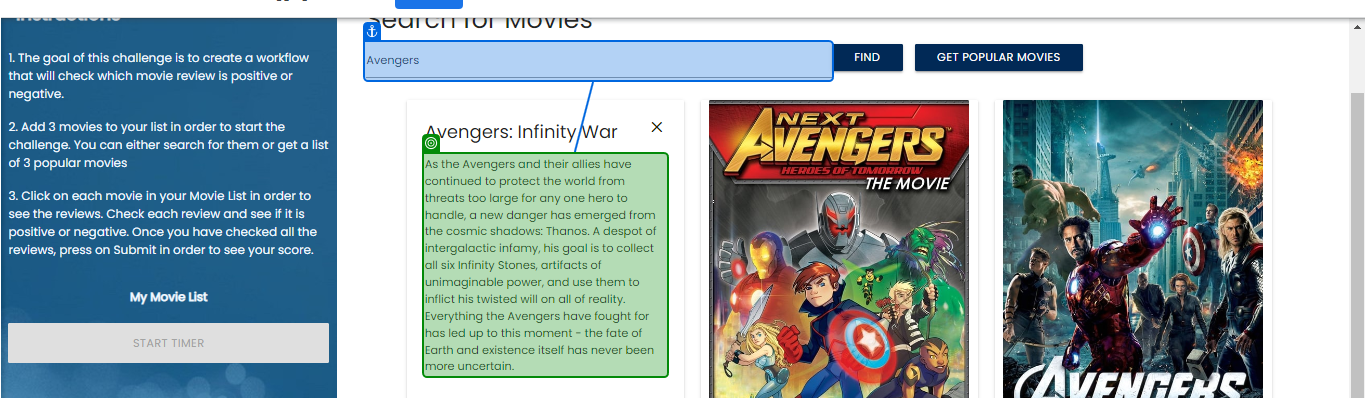 Instructions
1. The goal of this challenge is to create a workflow
that will check which movie review is positive or
negative.
2. Add 3 movies to your list in order to start the
challenge. You can either search for them or get a list
of 3 popular movies
3. Click on each movie in your Movie List in order to
see the reviews. Check each review and see if it is
positive or negative. Once you have checked all the
reviews, press on Submit in order to see your score.
My Movie List
START TIMER
Search for Movies
Avengers
FIND
GET POPULAR MOVIES
Avengers: Infinity War
As the Avengers and their allies have
continued to protect the world from
threats too large for any one hero to
handle, a new danger has emerged from
the cosmic shadows: Thanos. A despot of
intergalactic infamy, his goal is to collect
all six Infinity Stones, artifacts of
unimaginable power, and use them to
inflict his twisted will on all of reality.
Everything the Avengers have fought for
has led up to this moment - the fate of
Earth and existence itself has never been
more uncertain.
NEXT
AVENGERS
HEROES OF TOMORROW
THE MOVIE
AVENGERS